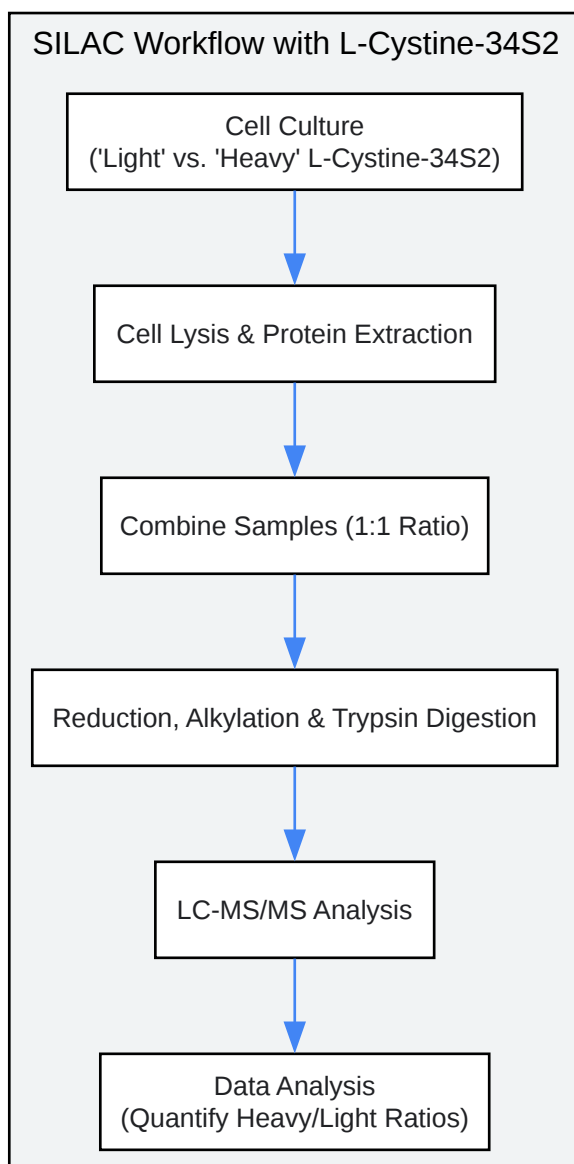 SILAC Workflow with L-Cystine-34S2
Cell Culture
('Light' vs. 'Heavy' L-Cystine-34S2)
Cell Lysis & Protein Extraction
Combine Samples (1:1 Ratio)
Reduction, Alkylation & Trypsin Digestion
LC-MS/MS Analysis
Data Analysis
(Quantify Heavy/Light Ratios)